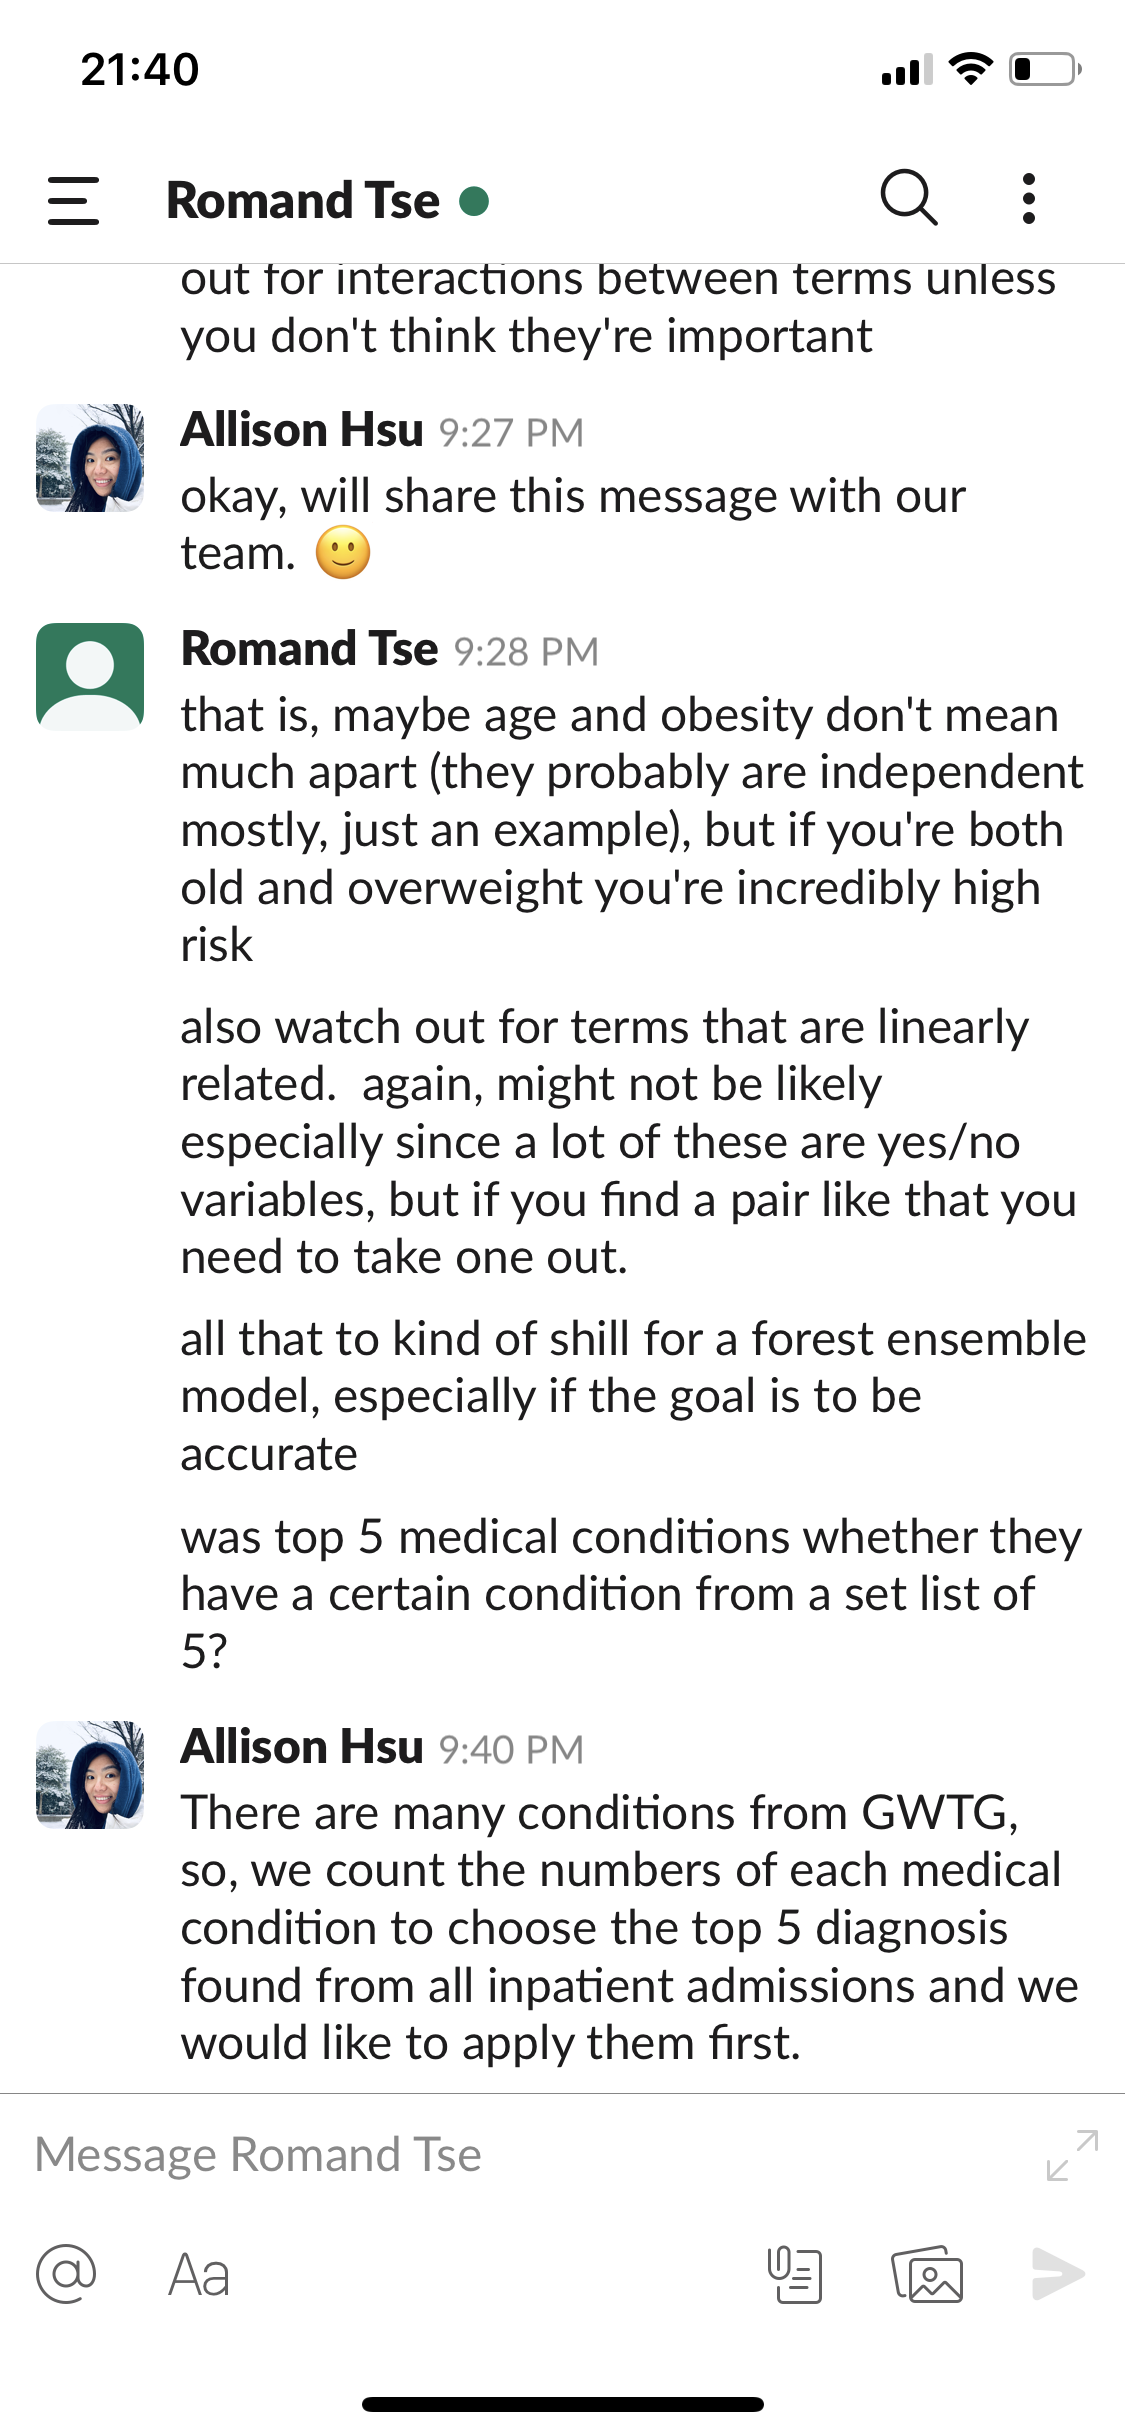 21:40
Romand Tse
out for interactions between terms unless
you don't think they're important
Allison Hsu 9:27 PM
okay, will share this message with our
team. 🙂
Romand Tse 9:28 PM
that is, maybe age and obesity don't mean
much apart (they probably are independent
mostly, just an example), but if you're both
old and overweight you're incredibly high
risk
also watch out for terms that are linearly
related.  again, might not be likely
especially since a lot of these are yes/no
variables, but if you find a pair like that you
need to take one out.
all that to kind of shill for a forest ensemble
model, especially if the goal is to be
accurate
was top 5 medical conditions whether they
have a certain condition from a set list of
5?
Allison Hsu 9:40 PM
There are many conditions from GWTG,
so, we count the numbers of each medical
condition to choose the top 5 diagnosis
found from all inpatient admissions and we
would like to apply them first.
Message Romand Tse
@ Aa